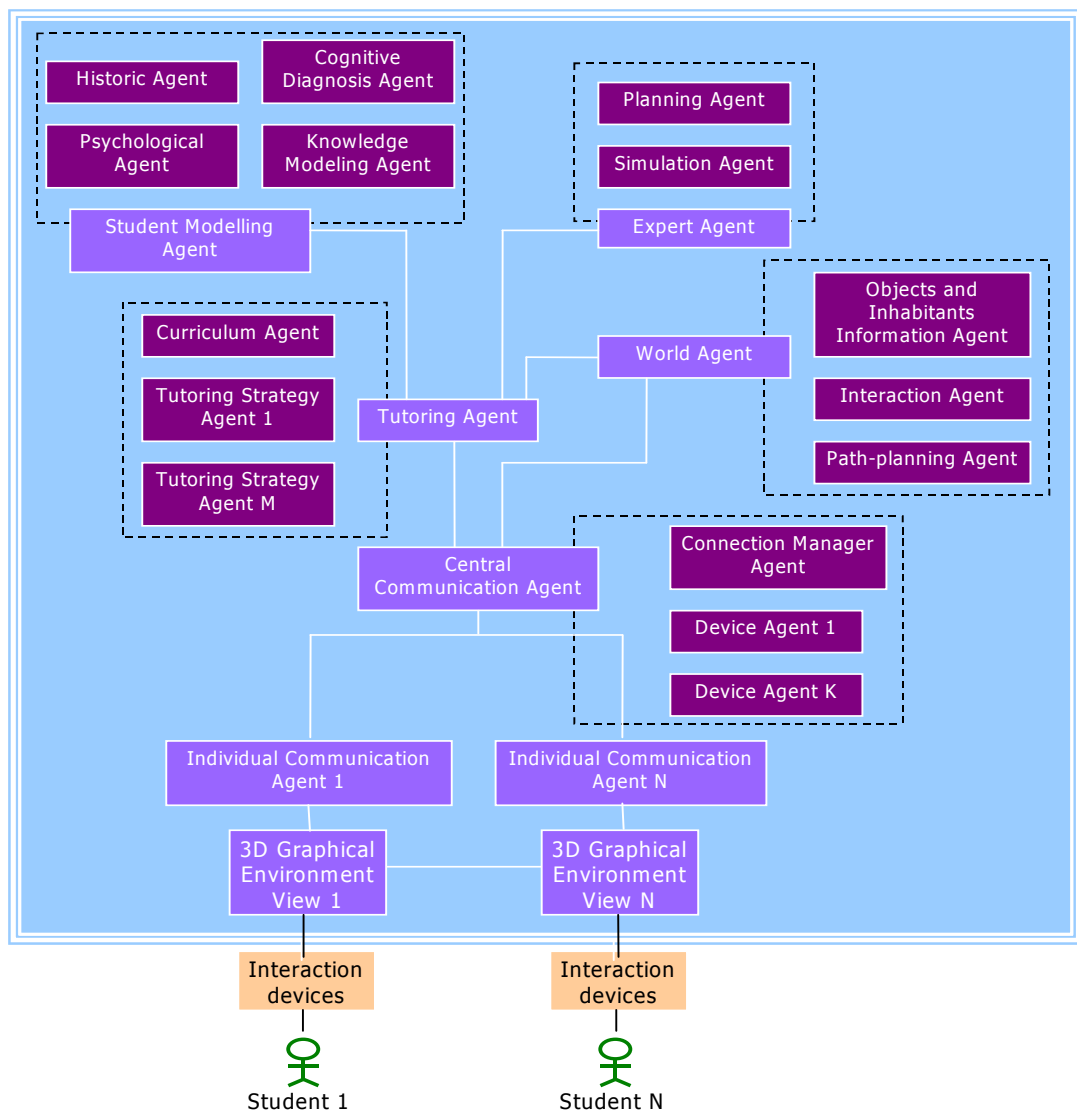 Historic Agent
Cognitive
Diagnosis Agent
Psychological
Agent
Knowledge
Modeling Agent
Student Modelling
Agent
Planning Agent
Simulation Agent
Expert Agent
Objects and
Inhabitants
Information Agent
World Agent
Interaction Agent
Path-planning Agent
Curriculum Agent
Tutoring Strategy
Agent 1
Tutoring Strategy
Agent M
Tutoring Agent
Central
Communication Agent
Connection Manager
Agent
Device Agent 1
Device Agent K
Individual Communication
Agent 1
Individual Communication
Agent N
3D Graphical
Environment
View 1
3D Graphical
Environment
View N
Interaction
devices
Interaction
devices
Student 1
Student N